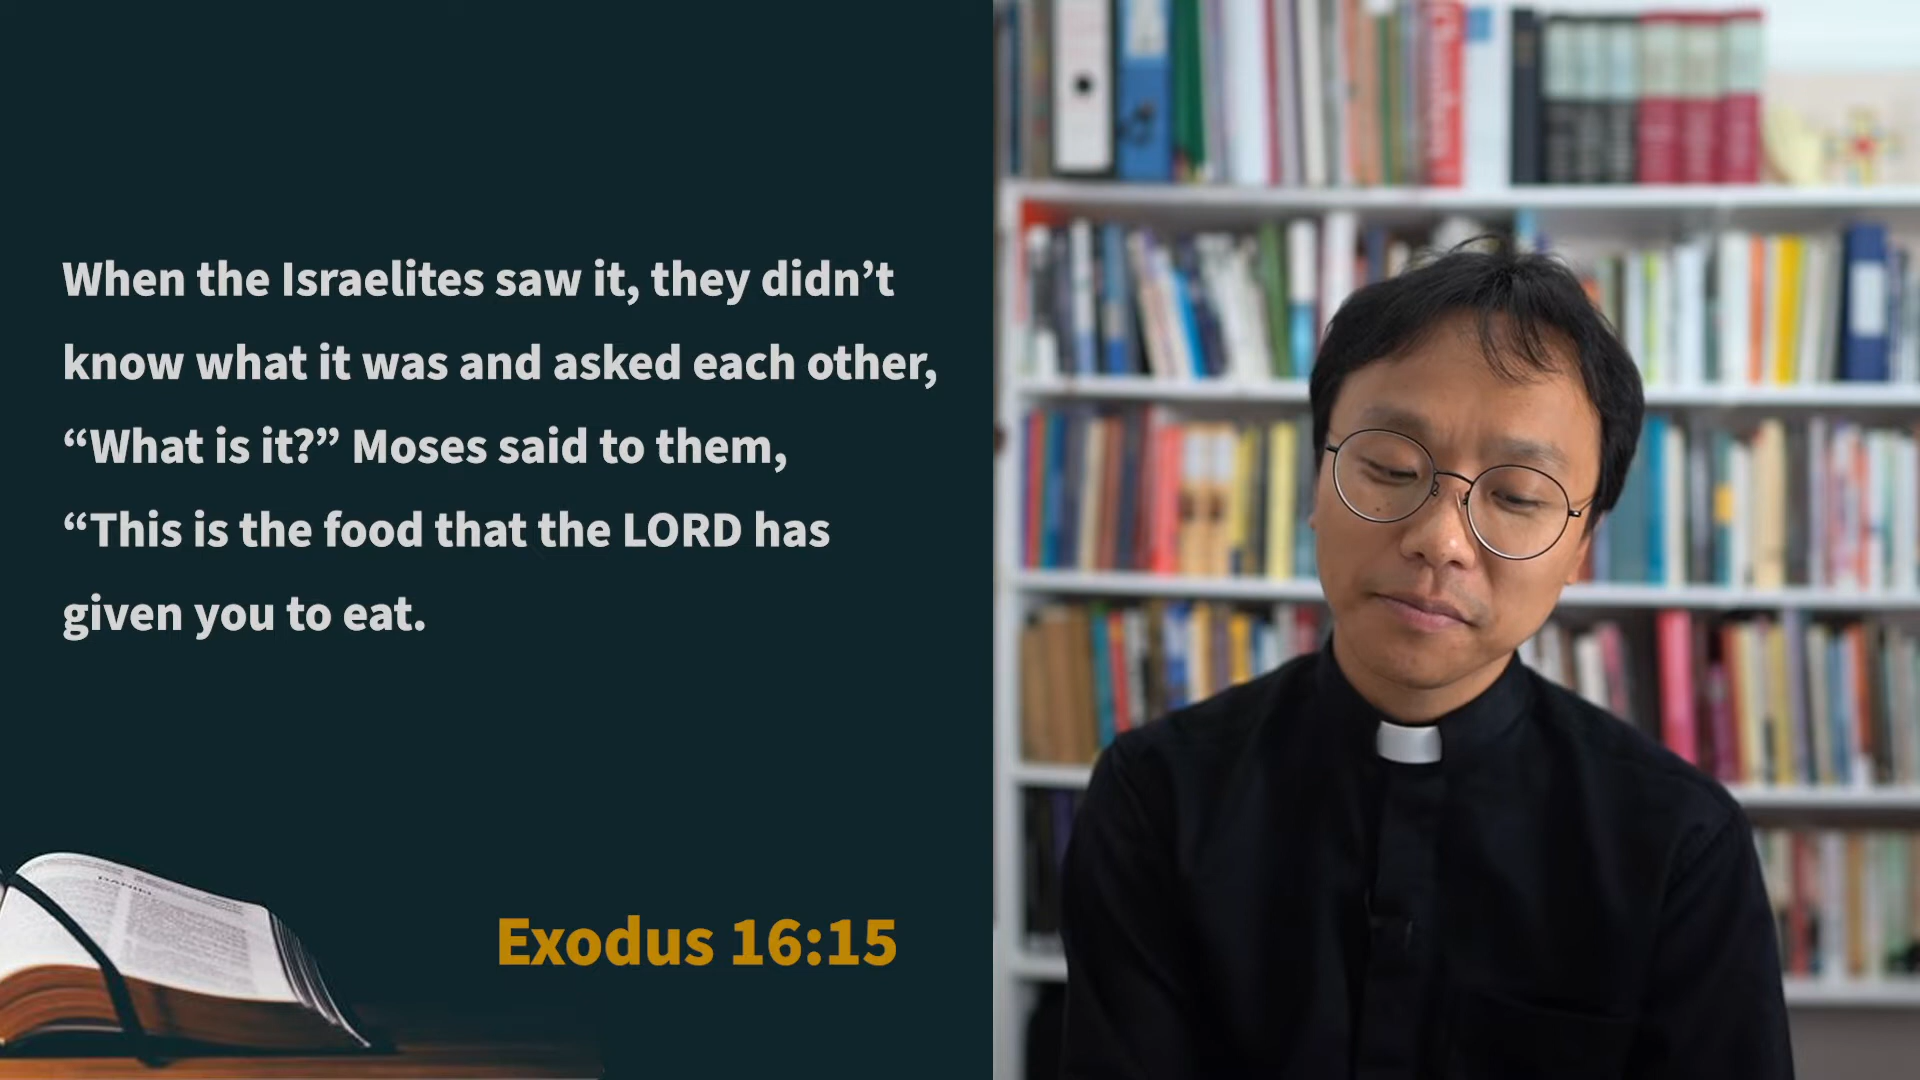 When the Israelites saw it, they didn’t
know what it was and asked each other,
“What is it?” Moses said to them,
“This is the food that the LORD has
given you to eat.
Exodus 16:15
DANIEL